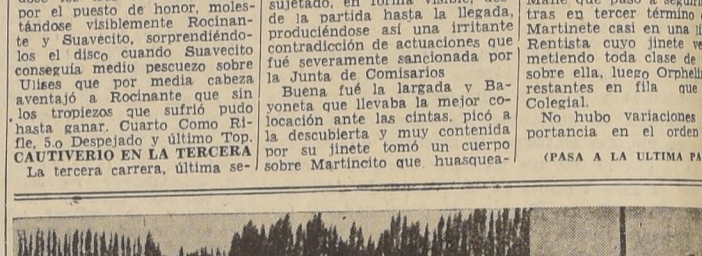 por el puesto de honor, moles-
tándose visiblemente Rocinan-
te y Suavecito, sorprendiéndo-
los el disco cuando Suavecito
conseguía medio pescuezo sobre
Ulises que por media cabeza
aventajó a Rocinante que sin
los tropiezos que sufrió pudo
hasta ganar. Cuarto Como Ri-
fle, 5.o Despejado y último Top.
CAUTIVERIO EN LA TERCERA
La tercera carrera, última se-
sujetado, en forma visible,
de la partida hasta la llegada,
produciéndose así una irritante
contradicción de actuaciones que
fué severamente sancionada por
la Junta de Comisarios
Buena fué la largada y Ba-
yoneta que llevaba la mejor co-
locación ante las cintas, picó a
la descubierta y muy contenida
por su jinete tomó un cuerpo
sobre Martincito que, huasquea-
que pasó a
tras en tercer término
Martinete casi en una
Rentista cuyo jinete
metiendo toda clase de
sobre ella, luego
restantes en fila que
Colegial.
No hubo variaciones
portancia en el orden
(PASA A LA ULTIMA PA